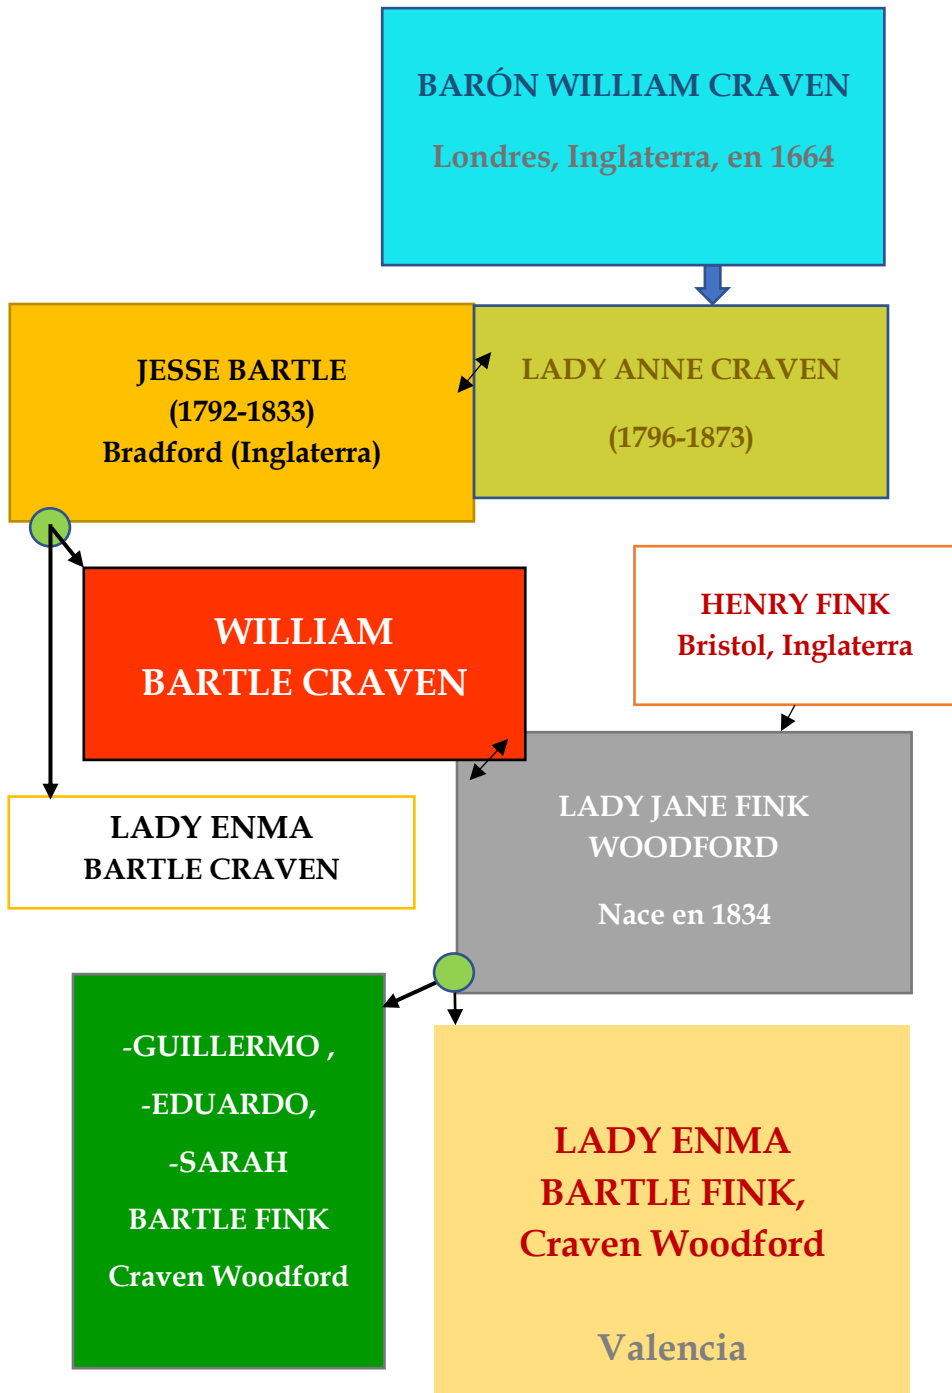 BARÓN WILLIAM CRAVEN
Londres, Inglaterra, en 1664
JESSE BARTLE
(1792-1833)
Bradford (Inglaterra)
LADY ANNE CRAVEN
(1796-1873)
WILLIAM
BARTLE CRAVEN
HENRY FINK
Bristol, Inglaterra
LADY ENMA
BARTLE CRAVEN
LADY JANE FINK
WOODFORD
Nace en 1834
-GUILLERMO ,
-EDUARDO,
-SARAH
BARTLE FINK
Craven Woodford
LADY ENMA
BARTLE FINK,
Craven Woodford
Valencia